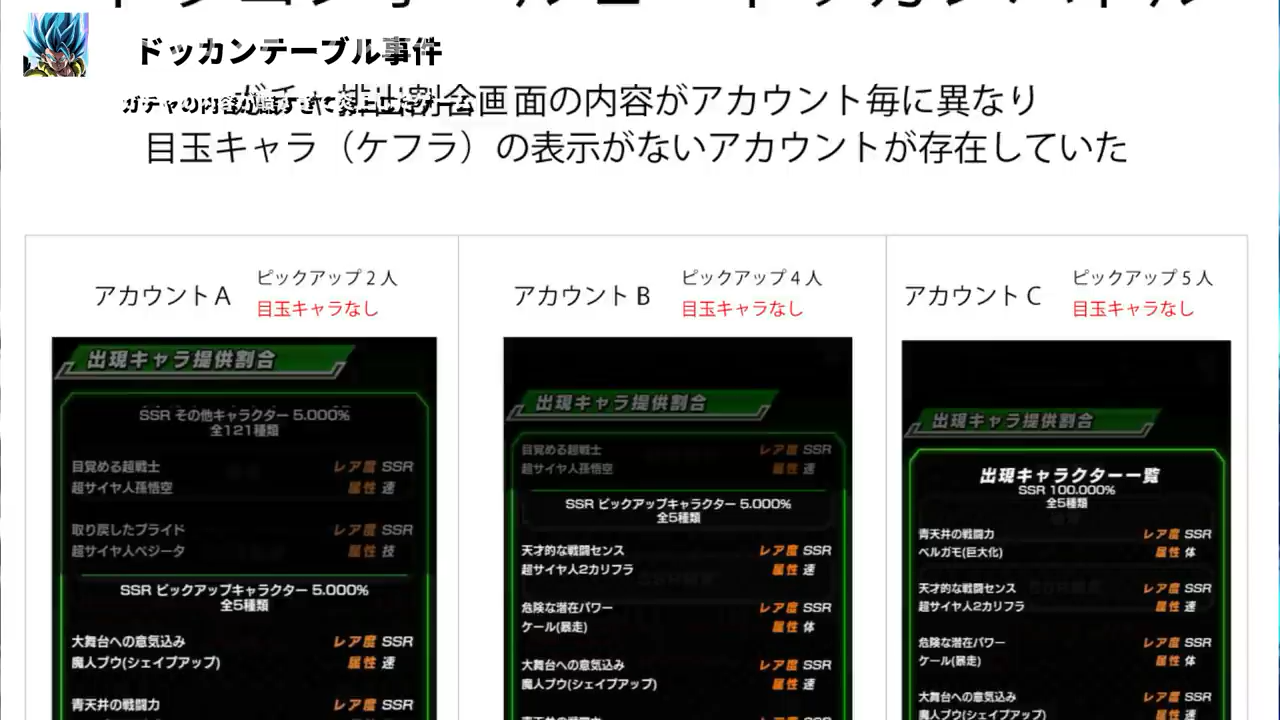 ドッカンテーブル事件
ガチャ排出割合画面の内容がアカウント毎に異なり
目玉キャラ（ケフラ）の表示がないアカウントが存在していた
アカウントA
ピックアップ2人
目玉キャラなし
出現キャラ提供割合
SSR その他キャラクター 5.000%
全121種類
目覚める超戦士 レア度 SSR
超サイヤ人孫悟空 属性 速
取り戻したプライド レア度 SSR
超サイヤ人ベジータ 属性 技
SSR ピックアップキャラクター 5.000%
全5種類
大舞台への意気込み レア度 SSR
魔人ブウ(シェイプアップ) 属性 速
青天井の戦闘力 レア度 SSR
アカウントB
ピックアップ4人
目玉キャラなし
出現キャラ提供割合
目覚める超戦士 レア度 SSR
超サイヤ人孫悟空 属性 速
SSR ピックアップキャラクター 5.000%
全5種類
天才的な戦闘センス レア度 SSR
超サイヤ人2カリフラ 属性 速
危険な潜在パワー レア度 SSR
ケール(暴走) 属性 体
大舞台への意気込み レア度 SSR
魔人ブウ(シェイプアップ) 属性 速
アカウントC
ピックアップ5人
目玉キャラなし
出現キャラ提供割合
出現キャラクター一覧
SSR 100.000%
全5種類
青天井の戦闘力 レア度 SSR
ベルガモ(巨大化) 属性 体
天才的な戦闘センス レア度 SSR
超サイヤ人2カリフラ 属性 速
危険な潜在パワー レア度 SSR
ケール(暴走) 属性 体
大舞台への意気込み レア度 SSR
魔人ブウ(シェイプアップ) 属性 速